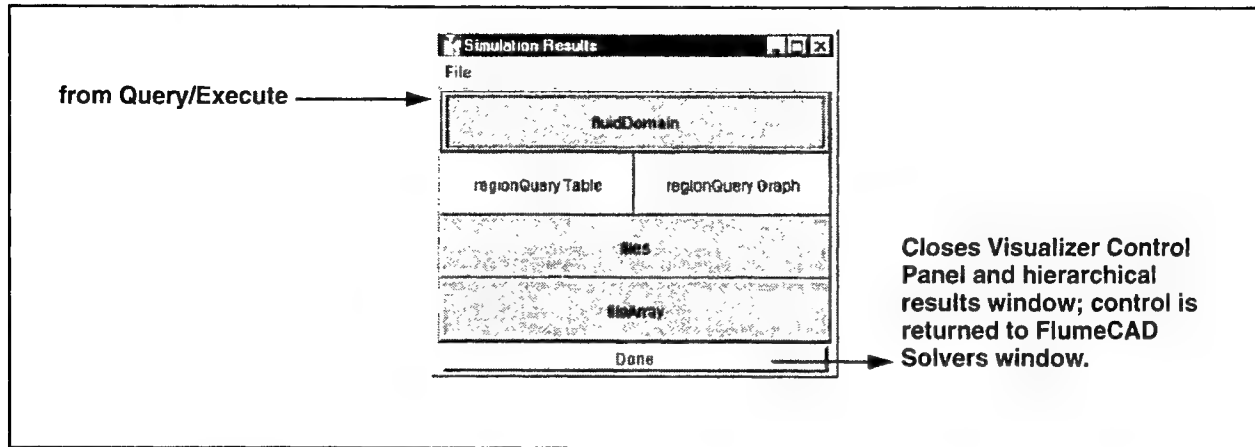 Simulation Results
File
from Query/Execute
fluidDomain
regionQuery Table
regionQuery Graph
files
fileArray
Done
Closes Visualizer Control
Panel and hierarchical
results window; control is
returned to FlumeCAD
Solvers window.